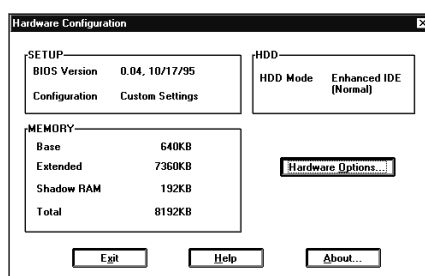 Hardware Configuration
SETUP
BIOS Version 0.04, 10/17/95
Configuration Custom Settings
HDD
HDD Mode Enhanced IDE
(Normal)
MEMORY
Base 640KB
Extended 7360KB
Shadow RAM 192KB
Total 8192KB
Hardware Options...
Exit
Help
About...